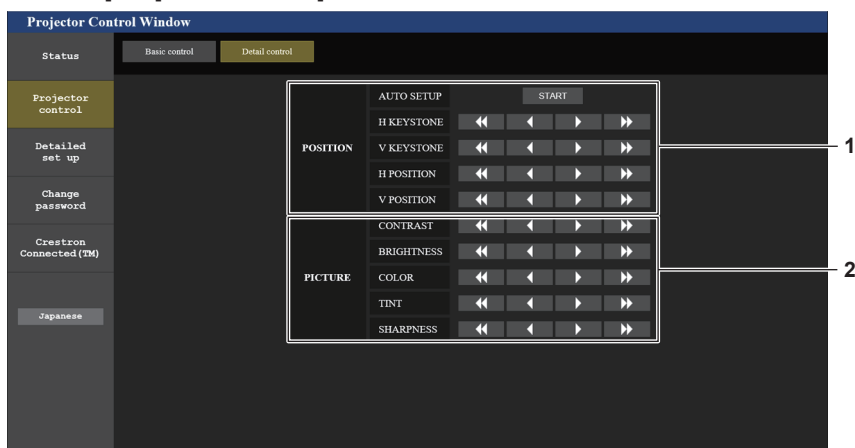 Projector Control Window
Status
Basic control
Detail control
Projector
control
Detailed
set up
Change
password
Crestron
Connected(TM)
Japanese
POSITION
AUTO SETUP START
H KEYSTONE
V KEYSTONE
H POSITION
V POSITION
1
PICTURE
CONTRAST
BRIGHTNESS
COLOR
TINT
SHARPNESS
2